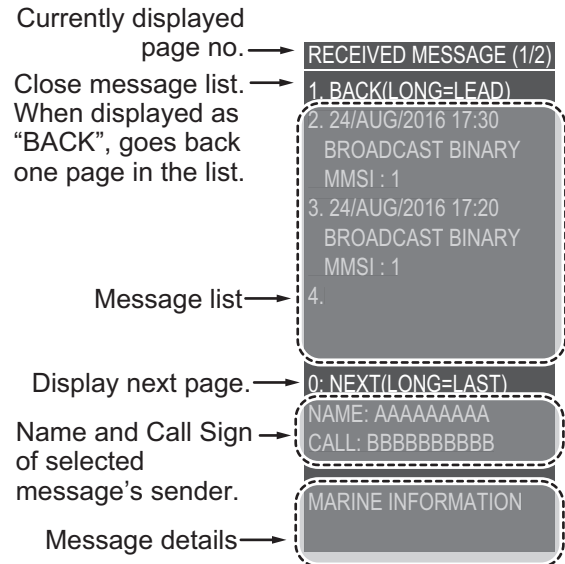 Currently displayed
page no.
RECEIVED MESSAGE (1/2)
Close message list.
When displayed as
“BACK”, goes back
one page in the list.
1. BACK(LONG=LEAD)
2. 24/AUG/2016 17:30
BROADCAST BINARY
MMSI : 1
3. 24/AUG/2016 17:20
BROADCAST BINARY
MMSI : 1
Message list
4.
Display next page.
0: NEXT(LONG=LAST)
Name and Call Sign
of selected
message’s sender.
NAME: AAAAAAAAA
CALL: BBBBBBBBBB
Message details
MARINE INFORMATION